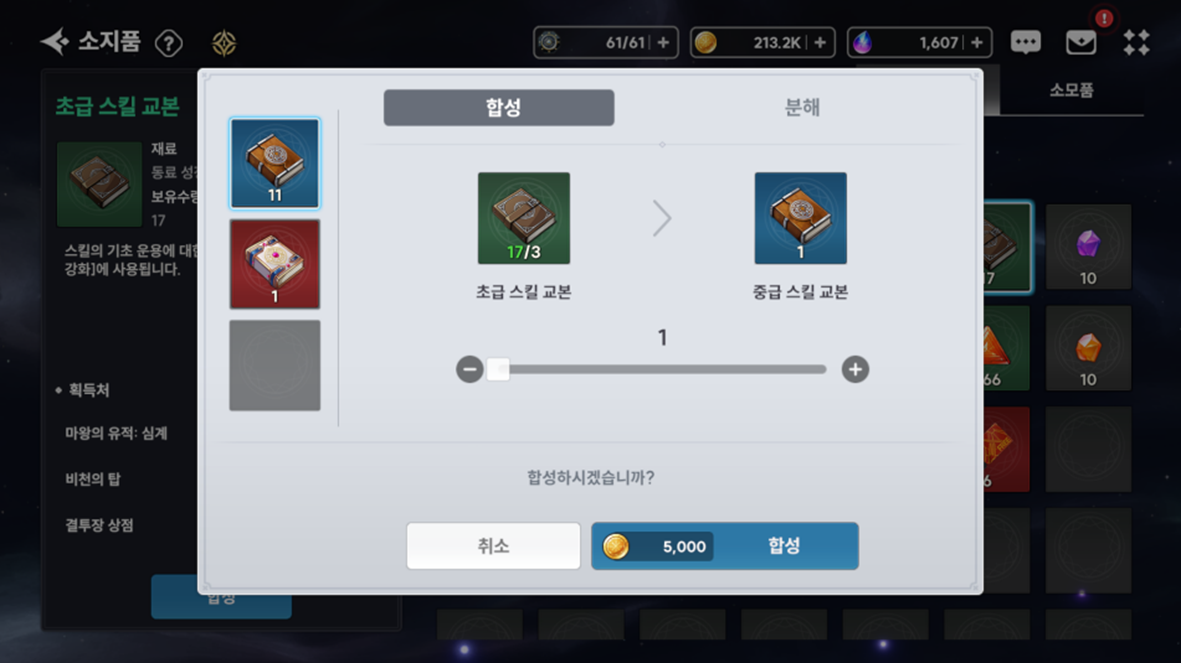 소지품
?
61/61
+
213.2K
+
1,607
+
!
소모품
초급 스킬 교본
재료
동료 성
보유수량
17
스킬의 기초 운용에 대한
강화]에 사용됩니다.
획득처
마왕의 유적: 심계
비천의 탑
결투장 상점
합성
11
1
합성
분해
17/3
초급 스킬 교본
1
중급 스킬 교본
1
합성하시겠습니까?
취소
5,000
합성
17
10
66
10
6